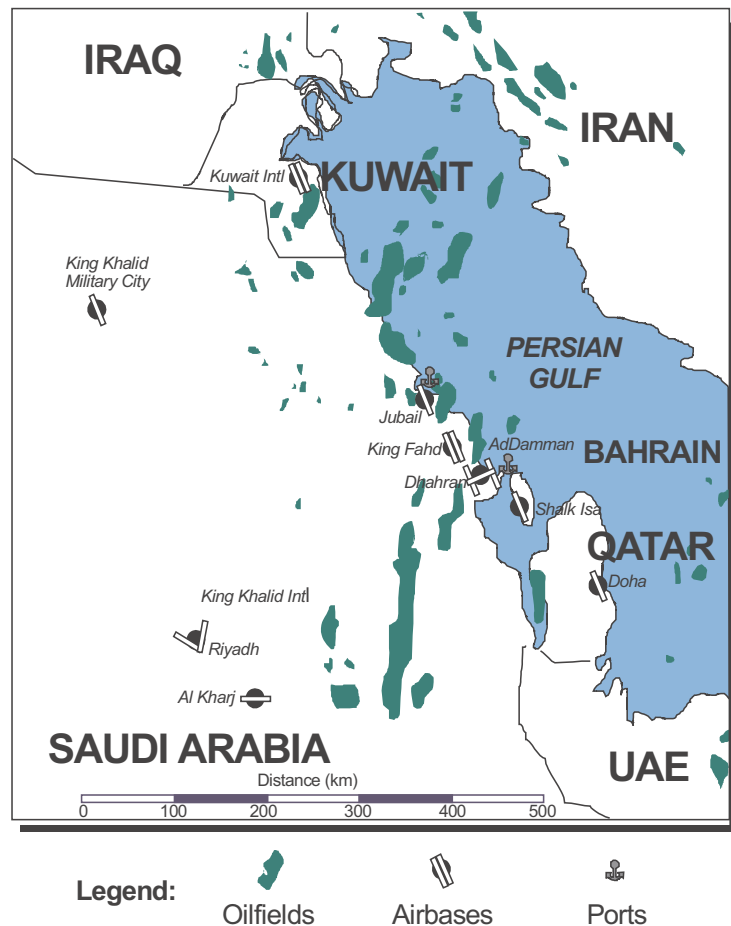 IRAQ
IRAN
Kuwait Intl
KUWAIT
King Khalid
Military City
PERSIAN
GULF
Jubail
King Fahd
AdDamman
BAHRAIN
Dhahran
Shalk Isa
QATAR
Doha
King Khalid Intl
Riyadh
Al Kharj
SAUDI ARABIA
UAE
Distance (km)
0 100 200 300 400 500
Legend:
Oilfields Airbases Ports